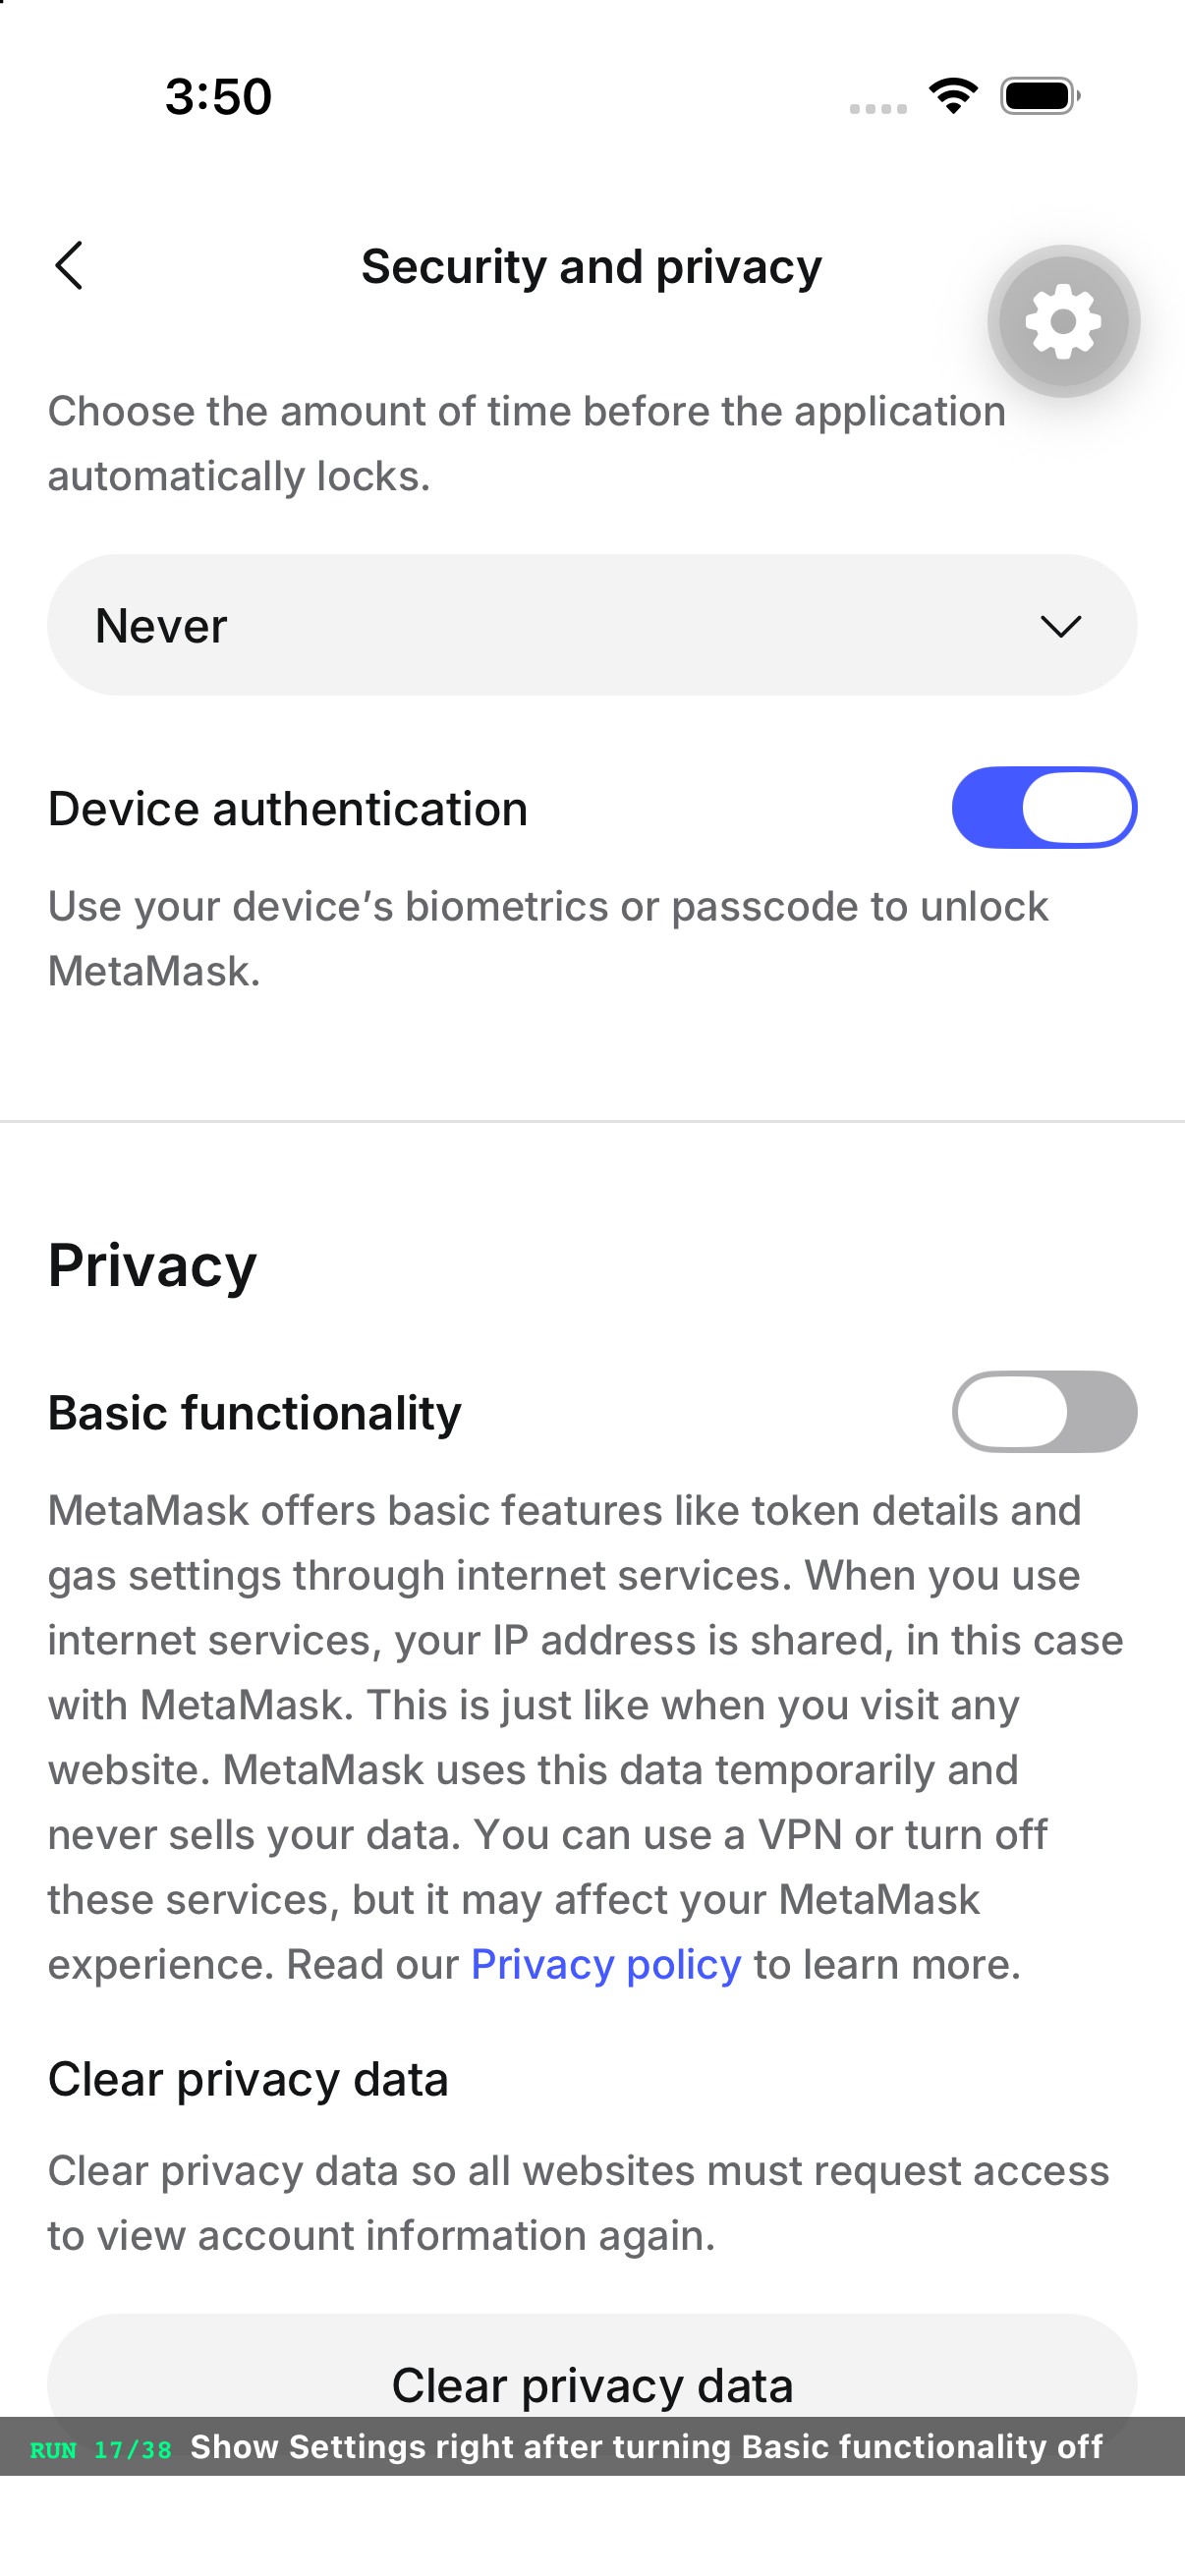 3:50
Security and privacy
Choose the amount of time before the application
automatically locks.
Never
Device authentication
Use your device’s biometrics or passcode to unlock
MetaMask.
Privacy
Basic functionality
MetaMask offers basic features like token details and
gas settings through internet services. When you use
internet services, your IP address is shared, in this case
with MetaMask. This is just like when you visit any
website. MetaMask uses this data temporarily and
never sells your data. You can use a VPN or turn off
these services, but it may affect your MetaMask
experience. Read our Privacy policy to learn more.
Clear privacy data
Clear privacy data so all websites must request access
to view account information again.
Clear privacy data
RUN 17/38 Show Settings right after turning Basic functionality off